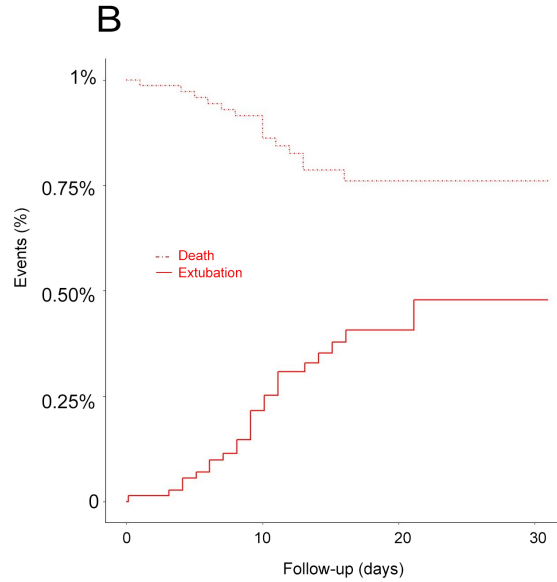 B
1%
0.75%
0.50%
0.25%
0
Events (%)
Death
Extubation
0
10
20
30
Follow-up (days)